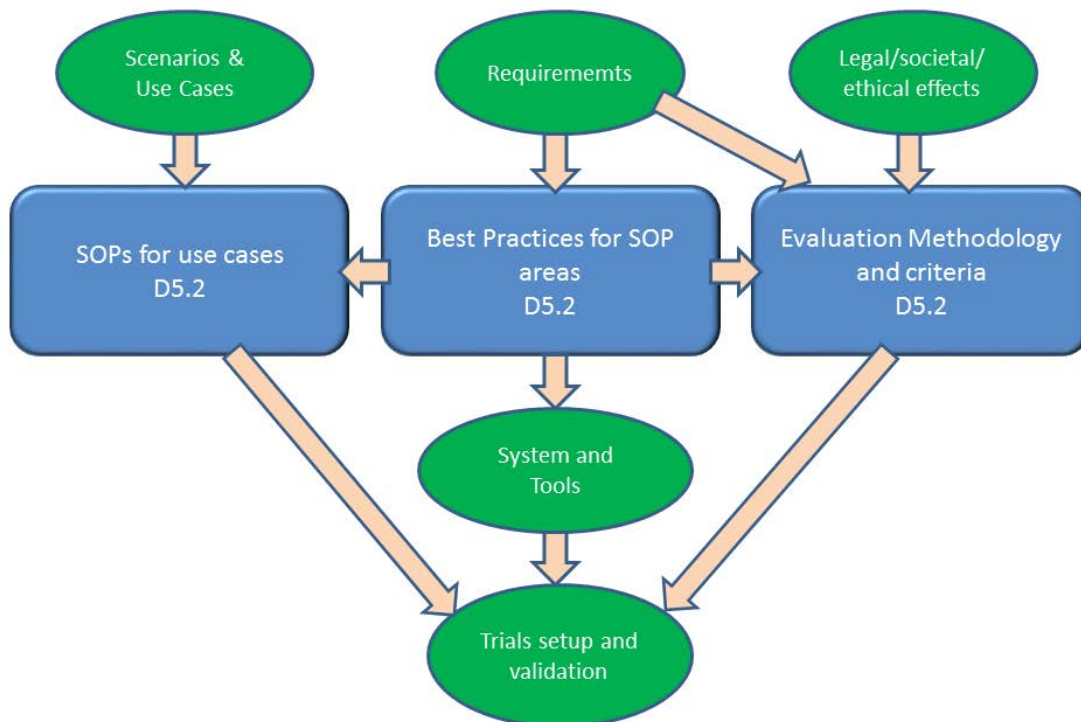 Scenarios &
Use Cases
Requirememts
Legal/societal/
ethical effects
SOPs for use cases
D5.2
Best Practices for SOP
areas
D5.2
Evaluation Methodology
and criteria
D5.2
System and
Tools
Trials setup and
validation